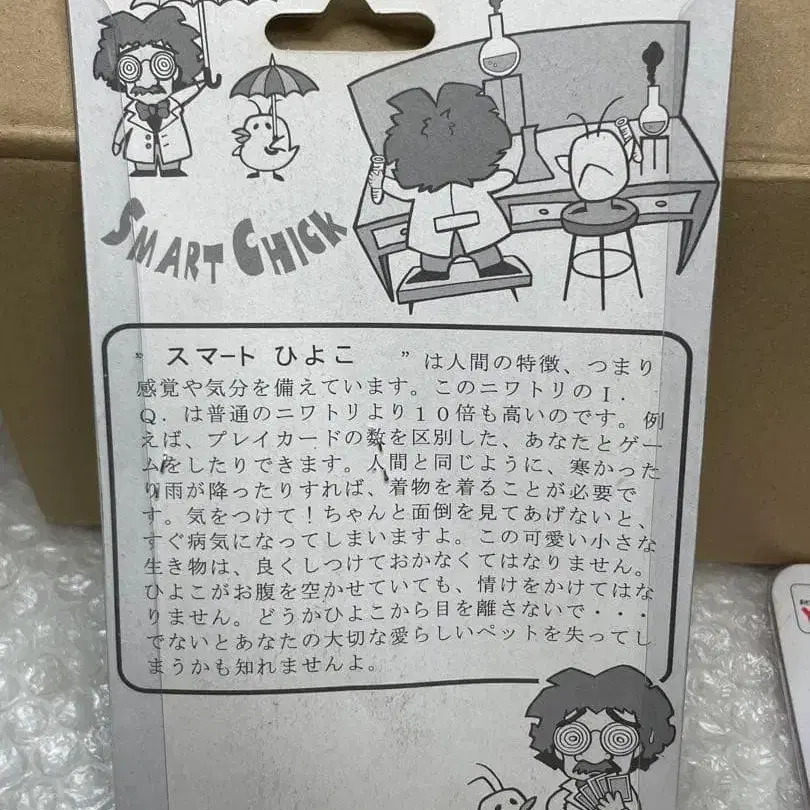 SMART CHICK
" スマート ひよこ " は人間の特徴、つまり
感覚や気分を備えています。このニワトリのI.
Q.は普通のニワトリより10倍も高いのです。例
えば、プレイカードの数を区別した、あなたとゲー
ムをしたりできます。人間と同じように、寒かった
り雨が降ったりすれば、着物を着ることが必要で
す。気をつけて！ちゃんと面倒を見てあげないと、
すぐ病気になってしまいますよ。この可愛い小さな
生き物は、良くしつけておかなくてはなりません。
ひよこがお腹を空かせていても、情けをかけてはな
りません。どうかひよこから目を離さないで・・・
でないとあなたの大切な愛らしいペットを失ってし
まうかも知れませんよ。